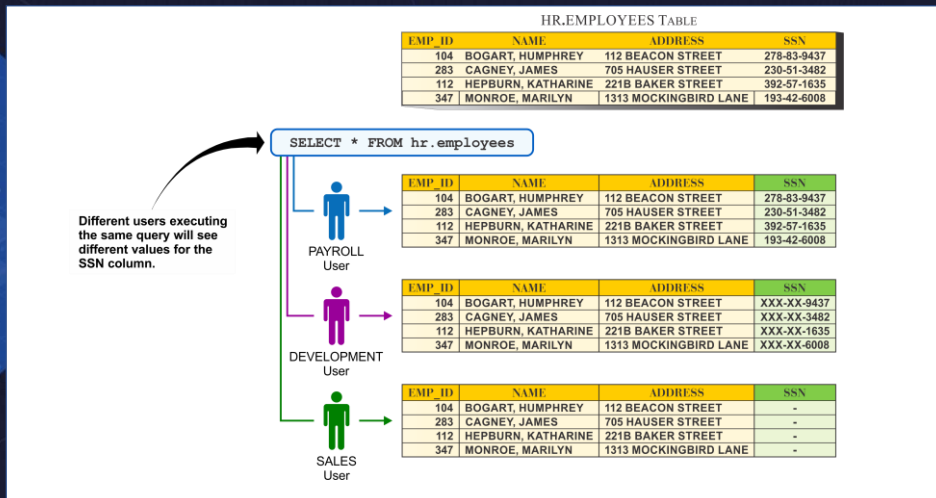 HR.EMPLOYEES TABLE
EMP_ID NAME ADDRESS SSN
104 BOGART, HUMPHREY 112 BEACON STREET 278-83-9437
283 CAGNEY, JAMES 705 HAUSER STREET 230-51-3482
112 HEPBURN, KATHARINE 221B BAKER STREET 392-57-1635
347 MONROE, MARILYN 1313 MOCKINGBIRD LANE 193-42-6008
SELECT * FROM hr.employees
Different users executing
the same query will see
different values for the
SSN column.
PAYROLL
User
EMP_ID NAME ADDRESS SSN
104 BOGART, HUMPHREY 112 BEACON STREET 278-83-9437
283 CAGNEY, JAMES 705 HAUSER STREET 230-51-3482
112 HEPBURN, KATHARINE 221B BAKER STREET 392-57-1635
347 MONROE, MARILYN 1313 MOCKINGBIRD LANE 193-42-6008
DEVELOPMENT
User
EMP_ID NAME ADDRESS SSN
104 BOGART, HUMPHREY 112 BEACON STREET XXX-XX-9437
283 CAGNEY, JAMES 705 HAUSER STREET XXX-XX-3482
112 HEPBURN, KATHARINE 221B BAKER STREET XXX-XX-1635
347 MONROE, MARILYN 1313 MOCKINGBIRD LANE XXX-XX-6008
SALES
User
EMP_ID NAME ADDRESS SSN
104 BOGART, HUMPHREY 112 BEACON STREET -
283 CAGNEY, JAMES 705 HAUSER STREET -
112 HEPBURN, KATHARINE 221B BAKER STREET -
347 MONROE, MARILYN 1313 MOCKINGBIRD LANE -